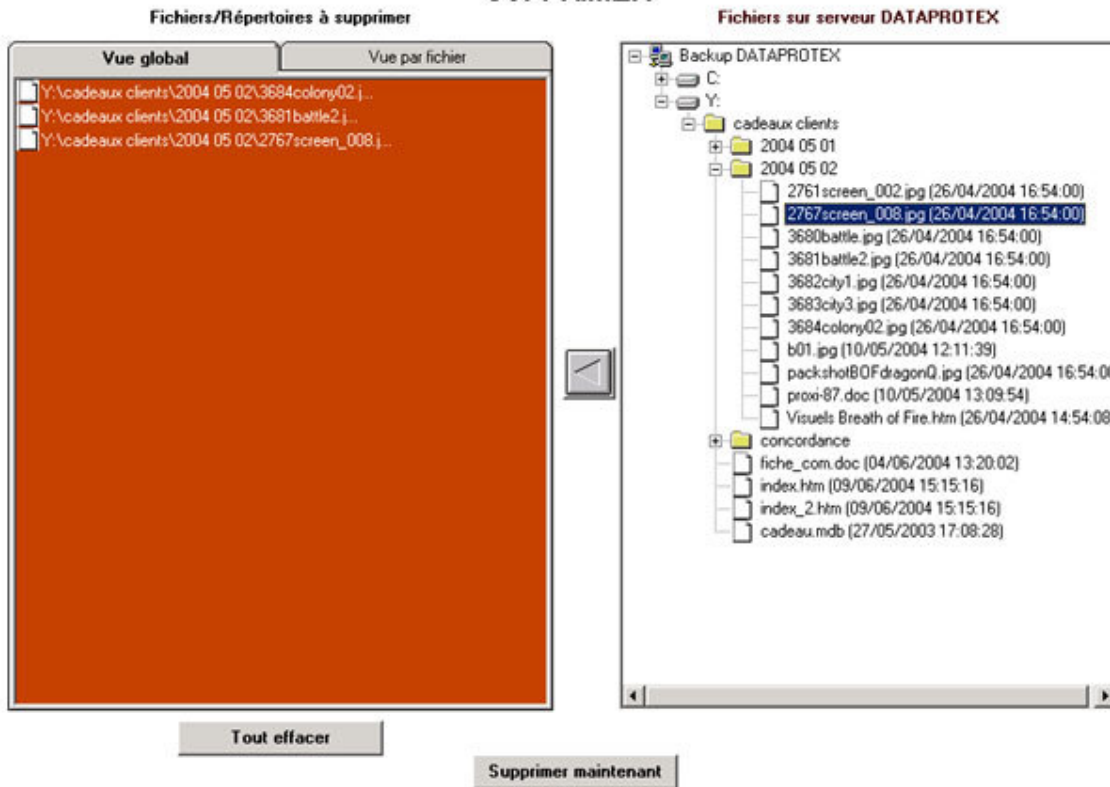 Fichiers/Répertoires à supprimer
Fichiers sur serveur DATAPROTEX
Vue global
Vue par fichier
Y:\cadeaux clients\2004 05 02\3684colony02.j...
Y:\cadeaux clients\2004 05 02\3681battle2.j...
Y:\cadeaux clients\2004 05 02\2767screen_008.j...
Backup DATAPROTEX
C:
Y:
cadeaux clients
2004 05 01
2004 05 02
2761screen_002.jpg (26/04/2004 16:54:00)
2767screen_008.jpg (26/04/2004 16:54:00)
3680battle.jpg (26/04/2004 16:54:00)
3681battle2.jpg (26/04/2004 16:54:00)
3682city1.jpg (26/04/2004 16:54:00)
3683city3.jpg (26/04/2004 16:54:00)
3684colony02.jpg (26/04/2004 16:54:00)
b01.jpg (10/05/2004 12:11:39)
packshotBOFdragonQ.jpg (26/04/2004 16:54:00
proxi-87.doc (10/05/2004 13:09:54)
Visuels Breath of Fire.htm (26/04/2004 14:54:08
concordance
fiche_com.doc (04/06/2004 13:20:02)
index.htm (09/06/2004 15:15:16)
index_2.htm (09/06/2004 15:15:16)
cadeau.mdb (27/05/2003 17:08:28)
Tout effacer
Supprimer maintenant